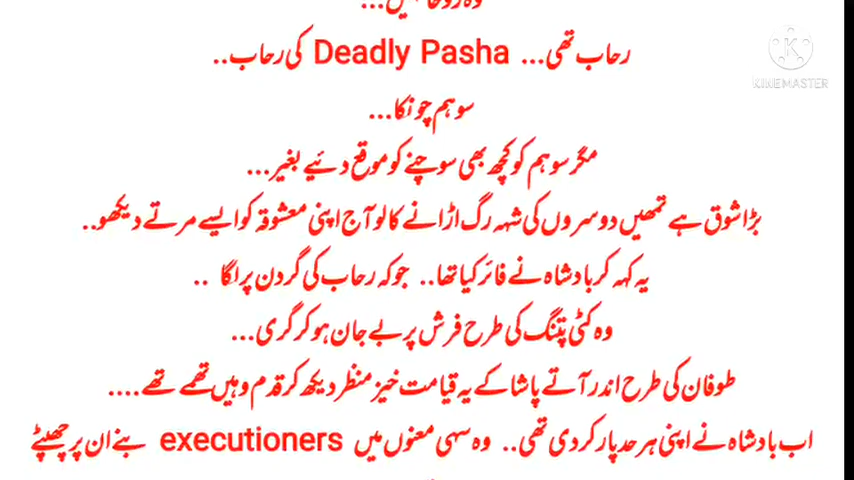 رحاب تھی... Deadly Pasha کی رحاب..
سوہم چونکا...
مگر سوہم کو کچھ بھی سوچنے کو موقع دئیے بغیر...
بڑا شوق ہے تمھیں دوسروں کی شہہ رگ اڑانے کا لو آج اپنی معشوقہ کو ایسے مرتے دیکھو..
یہ کہہ کر بادشاہ نے فائر کیا تھا.. جو کہ رحاب کی گردن پر لگا ..
وہ کٹی پتنگ کی طرح فرش پر بے جان ہو کر گری...
طوفان کی طرح اندر آتے پاشا کے یہ قیامت خیز منظر دیکھ کر قدم وہیں تھمے تھے....
اب بادشاہ نے اپنی ہر حد پار کر دی تھی.. وہ سہی معنوں میں executioners بنے ان پر جھپٹے
KINEMASTER